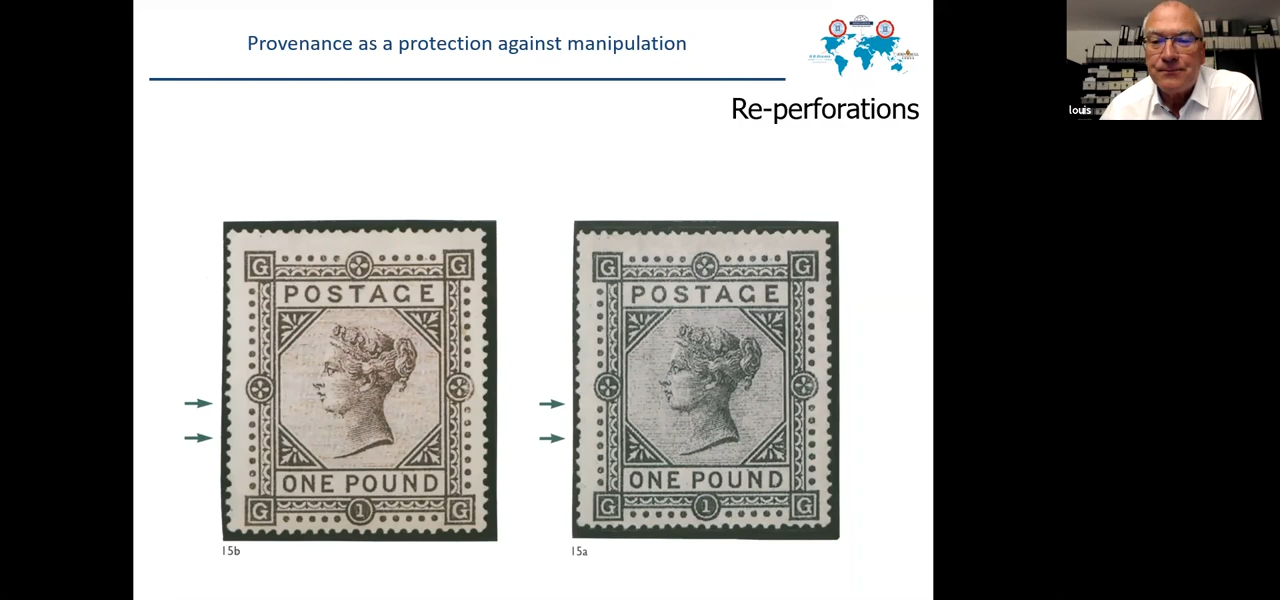 Provenance as a protection against manipulation
Re-perforations
louis
G G
POSTAGE
ONE POUND
G 1 G
15b
G G
POSTAGE
ONE POUND
G 1 G
15a